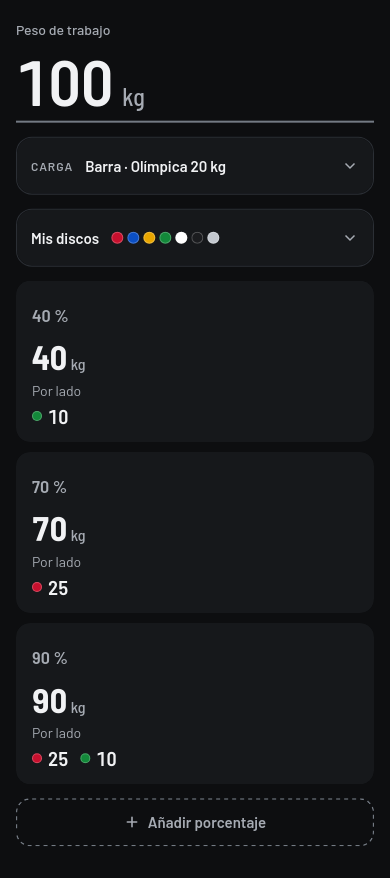 Peso de trabajo
100 kg
CARGA Barra · Olímpica 20 kg
Mis discos
40 %
40 kg
Por lado
10
70 %
70 kg
Por lado
25
90 %
90 kg
Por lado
25 10
+ Añadir porcentaje